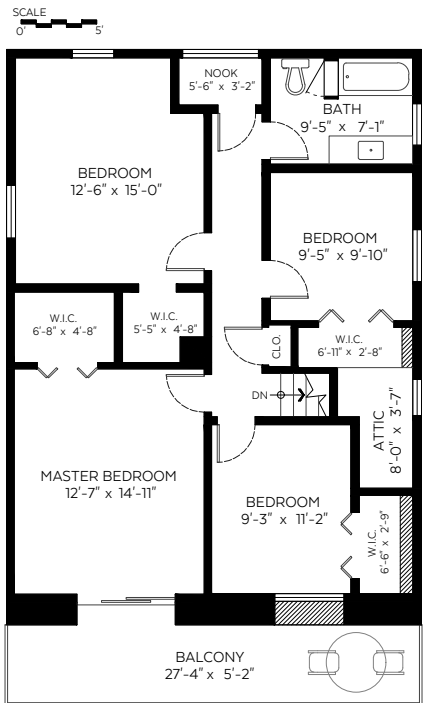 SCALE
0' 5'
NOOK
5'-6" x 3'-2"
BATH
9'-5" x 7'-1"
BEDROOM
12'-6" x 15'-0"
BEDROOM
9'-5" x 9'-10"
W.I.C.
6'-8" x 4'-8"
W.I.C.
5'-5" x 4'-8"
CLO.
W.I.C.
6'-11" x 2'-8"
DN
ATTIC
8'-0" x 3'-7"
MASTER BEDROOM
12'-7" x 14'-11"
BEDROOM
9'-3" x 11'-2"
W.I.C.
6'-6" x 2'-9"
BALCONY
27'-4" x 5'-2"